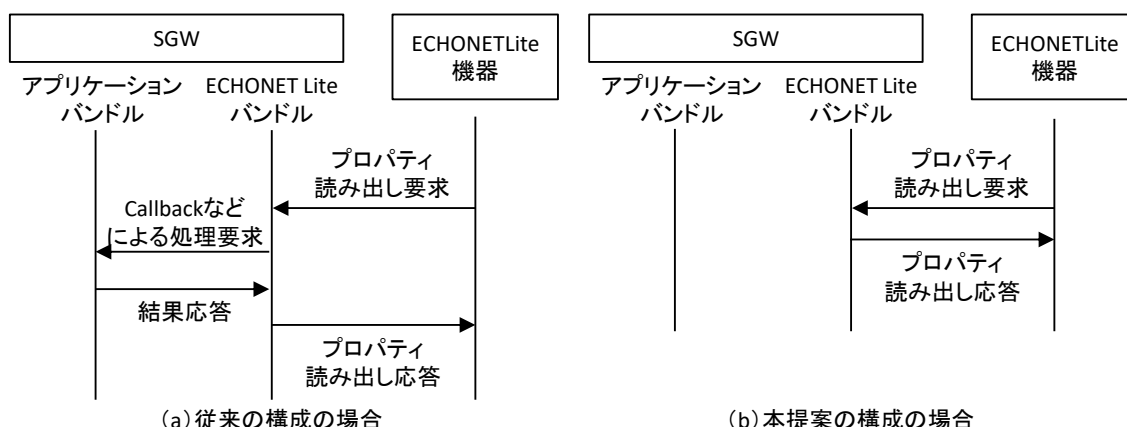 SGW
ECHONETLite
機器
アプリケーション
バンドル
ECHONET Lite
バンドル
プロパティ
読み出し要求
Callbackなど
による処理要求
結果応答
プロパティ
読み出し応答
(a)従来の構成の場合
SGW
ECHONETLite
機器
アプリケーション
バンドル
ECHONET Lite
バンドル
プロパティ
読み出し要求
プロパティ
読み出し応答
(b)本提案の構成の場合